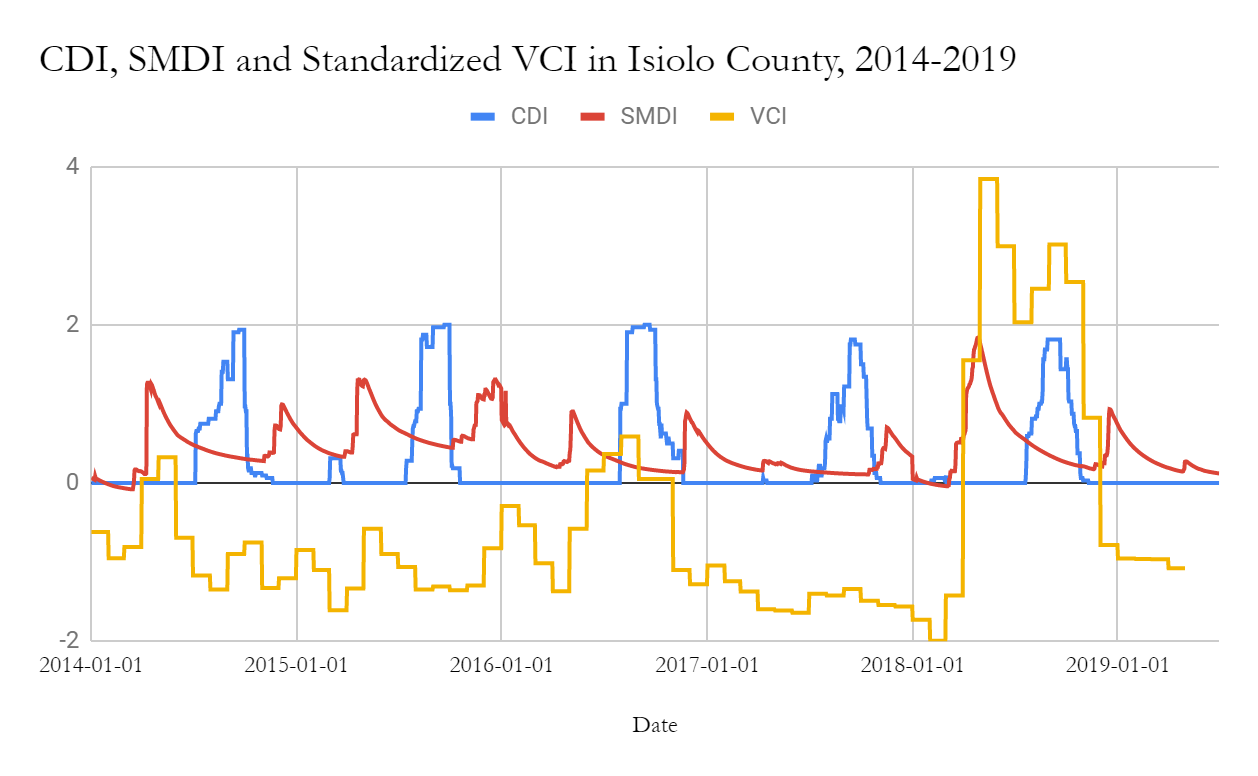 CDI, SMDI and Standardized VCI in Isiolo County, 2014-2019
CDI SMDI VCI
4
2
0
-2
2014-01-01 2015-01-01 2016-01-01 2017-01-01 2018-01-01 2019-01-01
Date